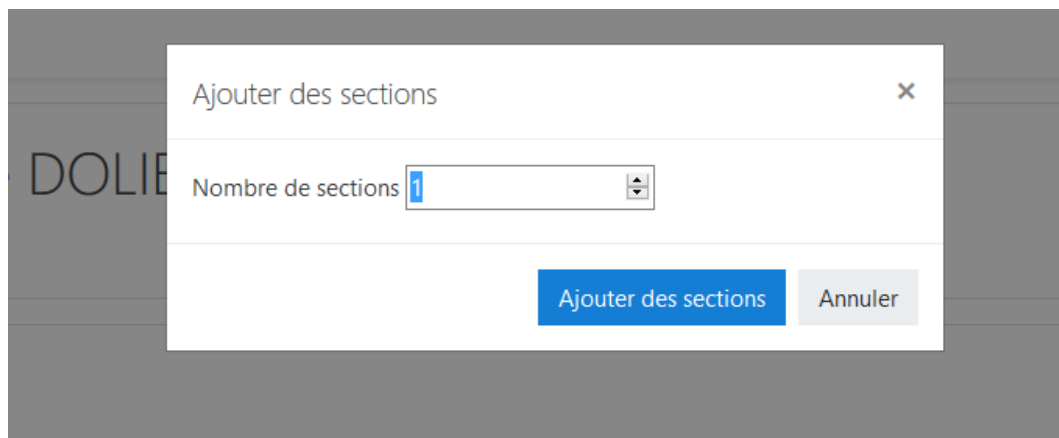 Ajouter des sections ×
DOLIE
Nombre de sections 1
Ajouter des sections Annuler